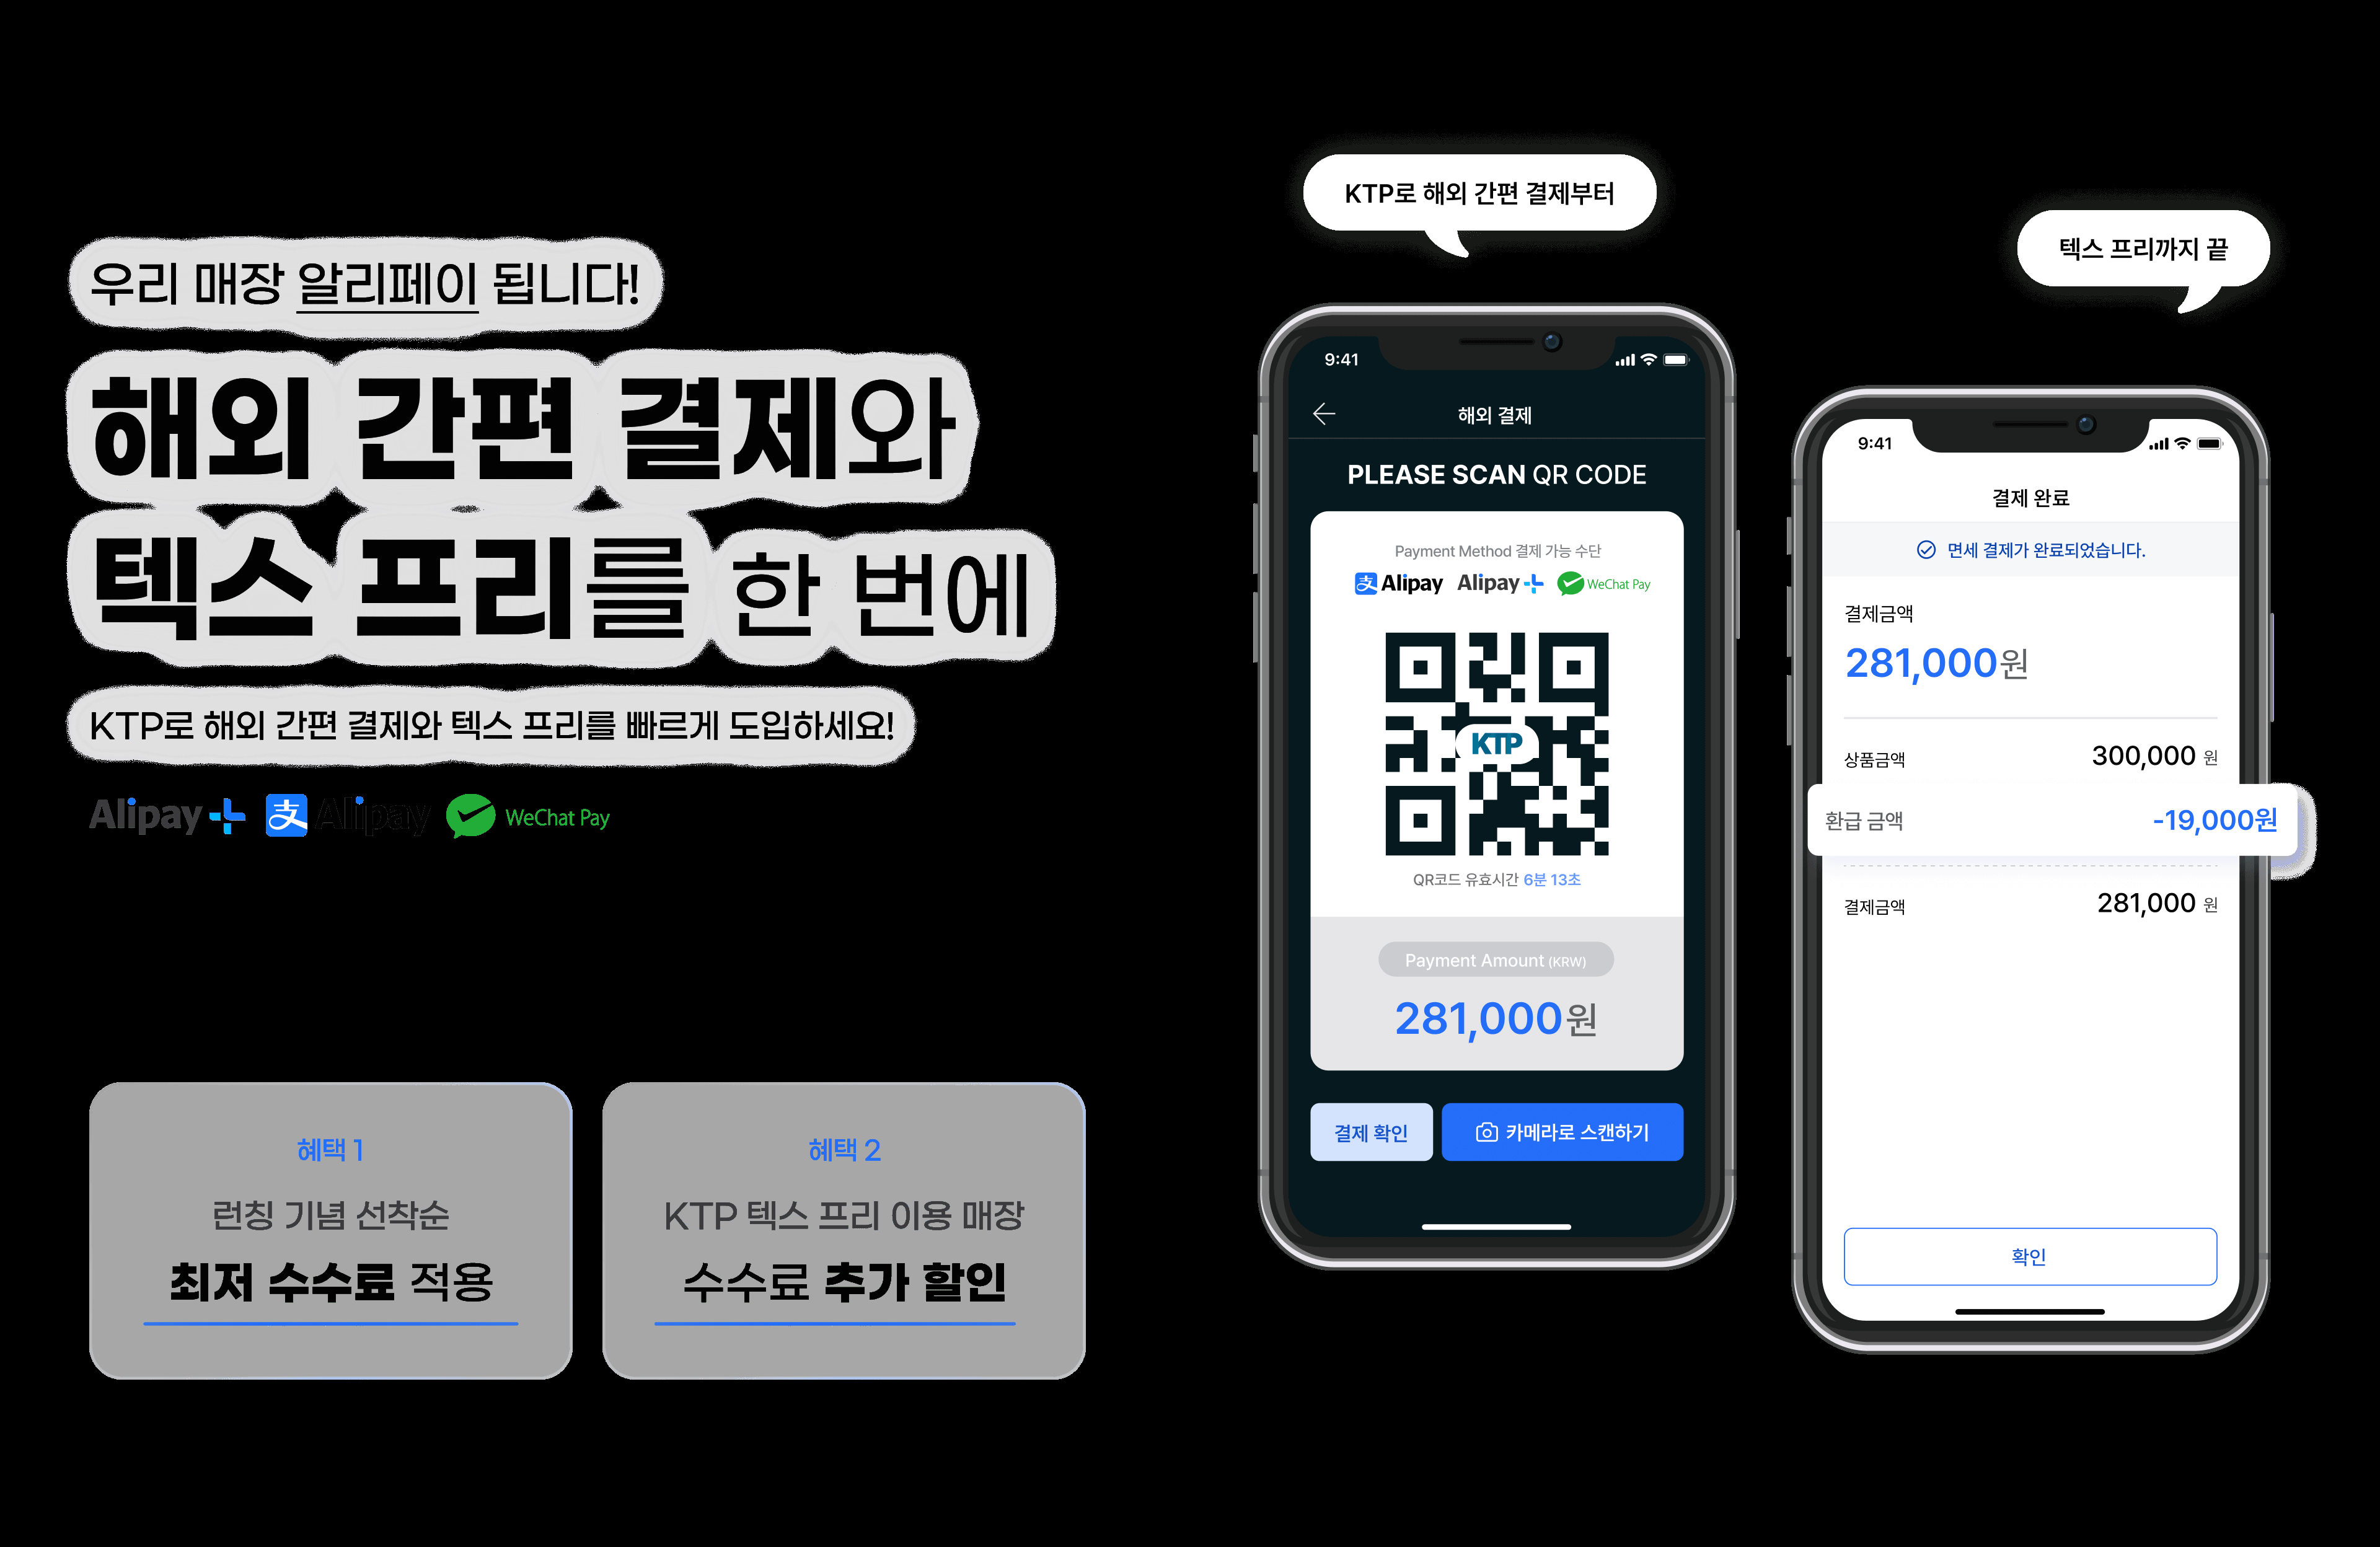 우리 매장 알리페이 됩니다!
해외 간편 결제와
텍스 프리를 한 번에
KTP로 해외 간편 결제와 텍스 프리를 빠르게 도입하세요!
Alipay+ 支 Alipay WeChat Pay
혜택 1
런칭 기념 선착순
최저 수수료 적용
혜택 2
KTP 텍스 프리 이용 매장
수수료 추가 할인
KTP로 해외 간편 결제부터
9:41
해외 결제
PLEASE SCAN QR CODE
Payment Method 결제 가능 수단
支 Alipay Alipay+ WeChat Pay
KTP
QR코드 유효시간 6분 13초
Payment Amount (KRW)
281,000원
결제 확인
카메라로 스캔하기
텍스 프리까지 끝
9:41
결제 완료
면세 결제가 완료되었습니다.
결제금액
281,000원
상품금액 300,000 원
환급 금액 -19,000원
결제금액 281,000 원
확인